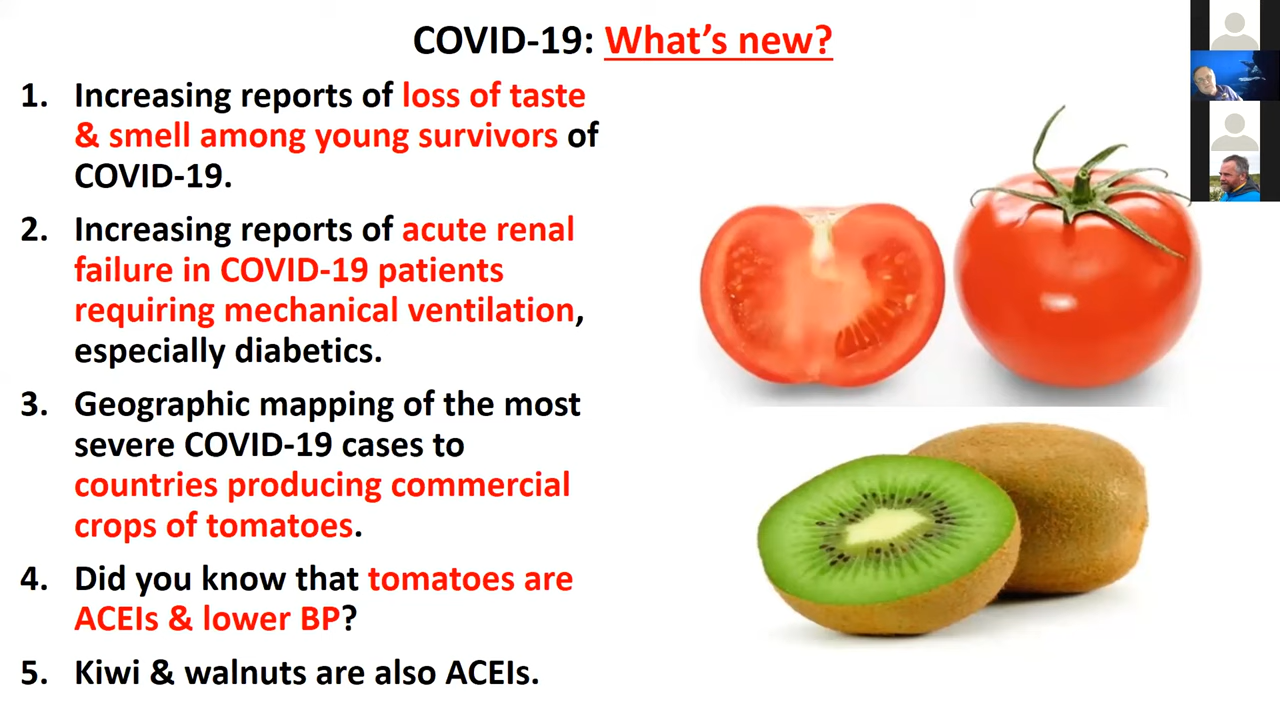 COVID-19: What’s new?
1. Increasing reports of loss of taste
& smell among young survivors of
COVID-19.
2. Increasing reports of acute renal
failure in COVID-19 patients
requiring mechanical ventilation,
especially diabetics.
3. Geographic mapping of the most
severe COVID-19 cases to
countries producing commercial
crops of tomatoes.
4. Did you know that tomatoes are
ACEIs & lower BP?
5. Kiwi & walnuts are also ACEIs.